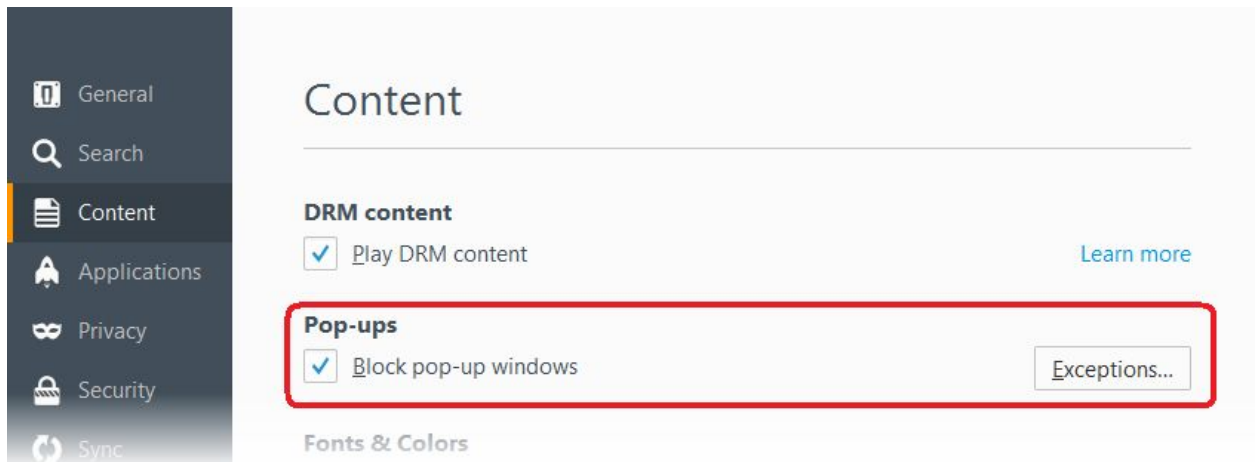 General
Search
Content
Applications
Privacy
Security
Sync
Content
DRM content
Play DRM content
Learn more
Pop-ups
Block pop-up windows
Exceptions...
Fonts & Colors